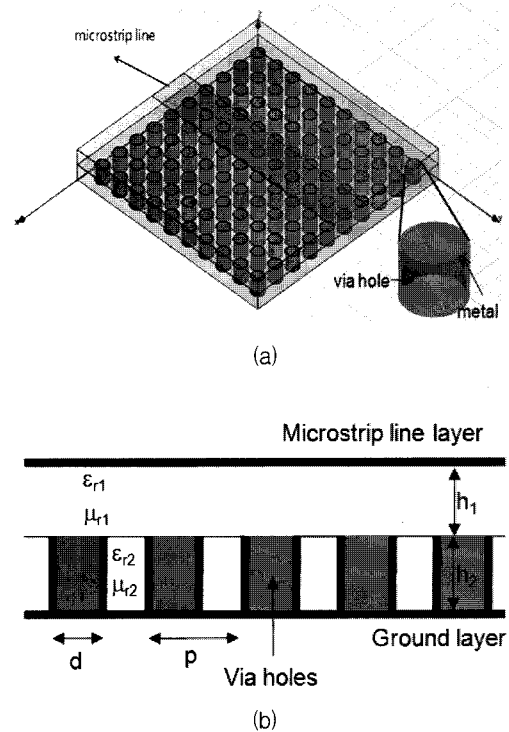 microstrip line
z
x
y
via hole
metal
(a)
Microstrip line layer
εr1
μr1
h1
εr2
μr2
h2
d
p
Ground layer
Via holes
(b)